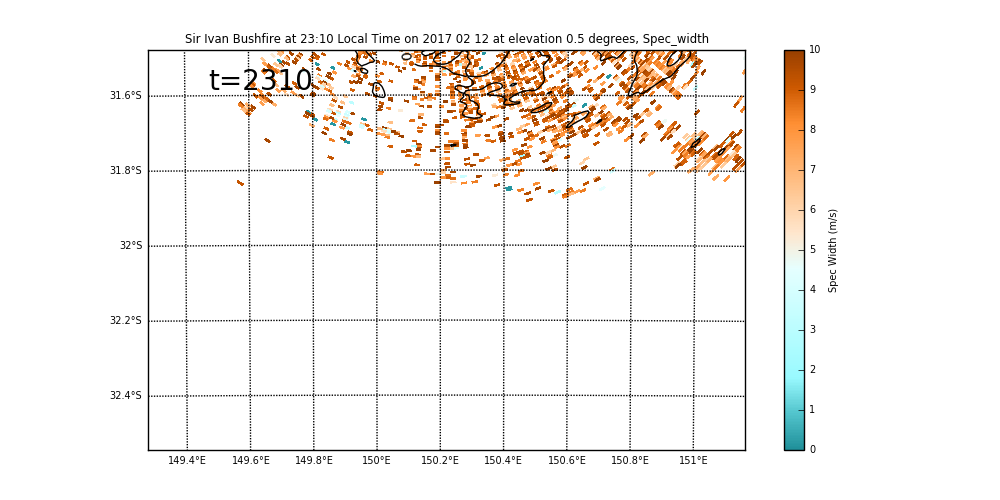 Sir Ivan Bushfire at 23:10 Local Time on 2017 02 12 at elevation 0.5 degrees, Spec_width
t=2310
31.6°S
31.8°S
32°S
32.2°S
32.4°S
149.4°E 149.6°E 149.8°E 150°E 150.2°E 150.4°E 150.6°E 150.8°E 151°E
10
9
8
7
6
5
4
3
2
1
0
Spec Width (m/s)